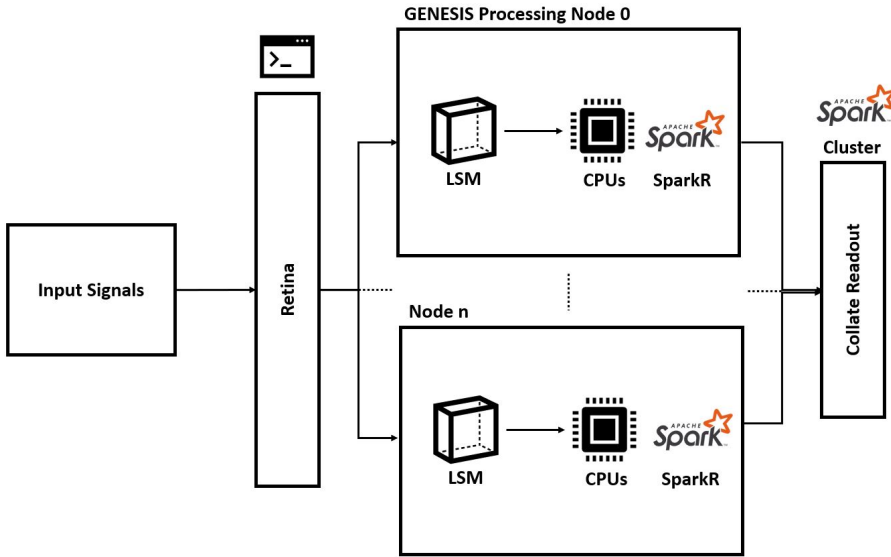 GENESIS Processing Node 0
>_
APACHE
Spark
LSM
CPUs
SparkR
APACHE
Spark
Cluster
Input Signals
Retina
Collate Readout
Node n
APACHE
Spark
LSM
CPUs
SparkR